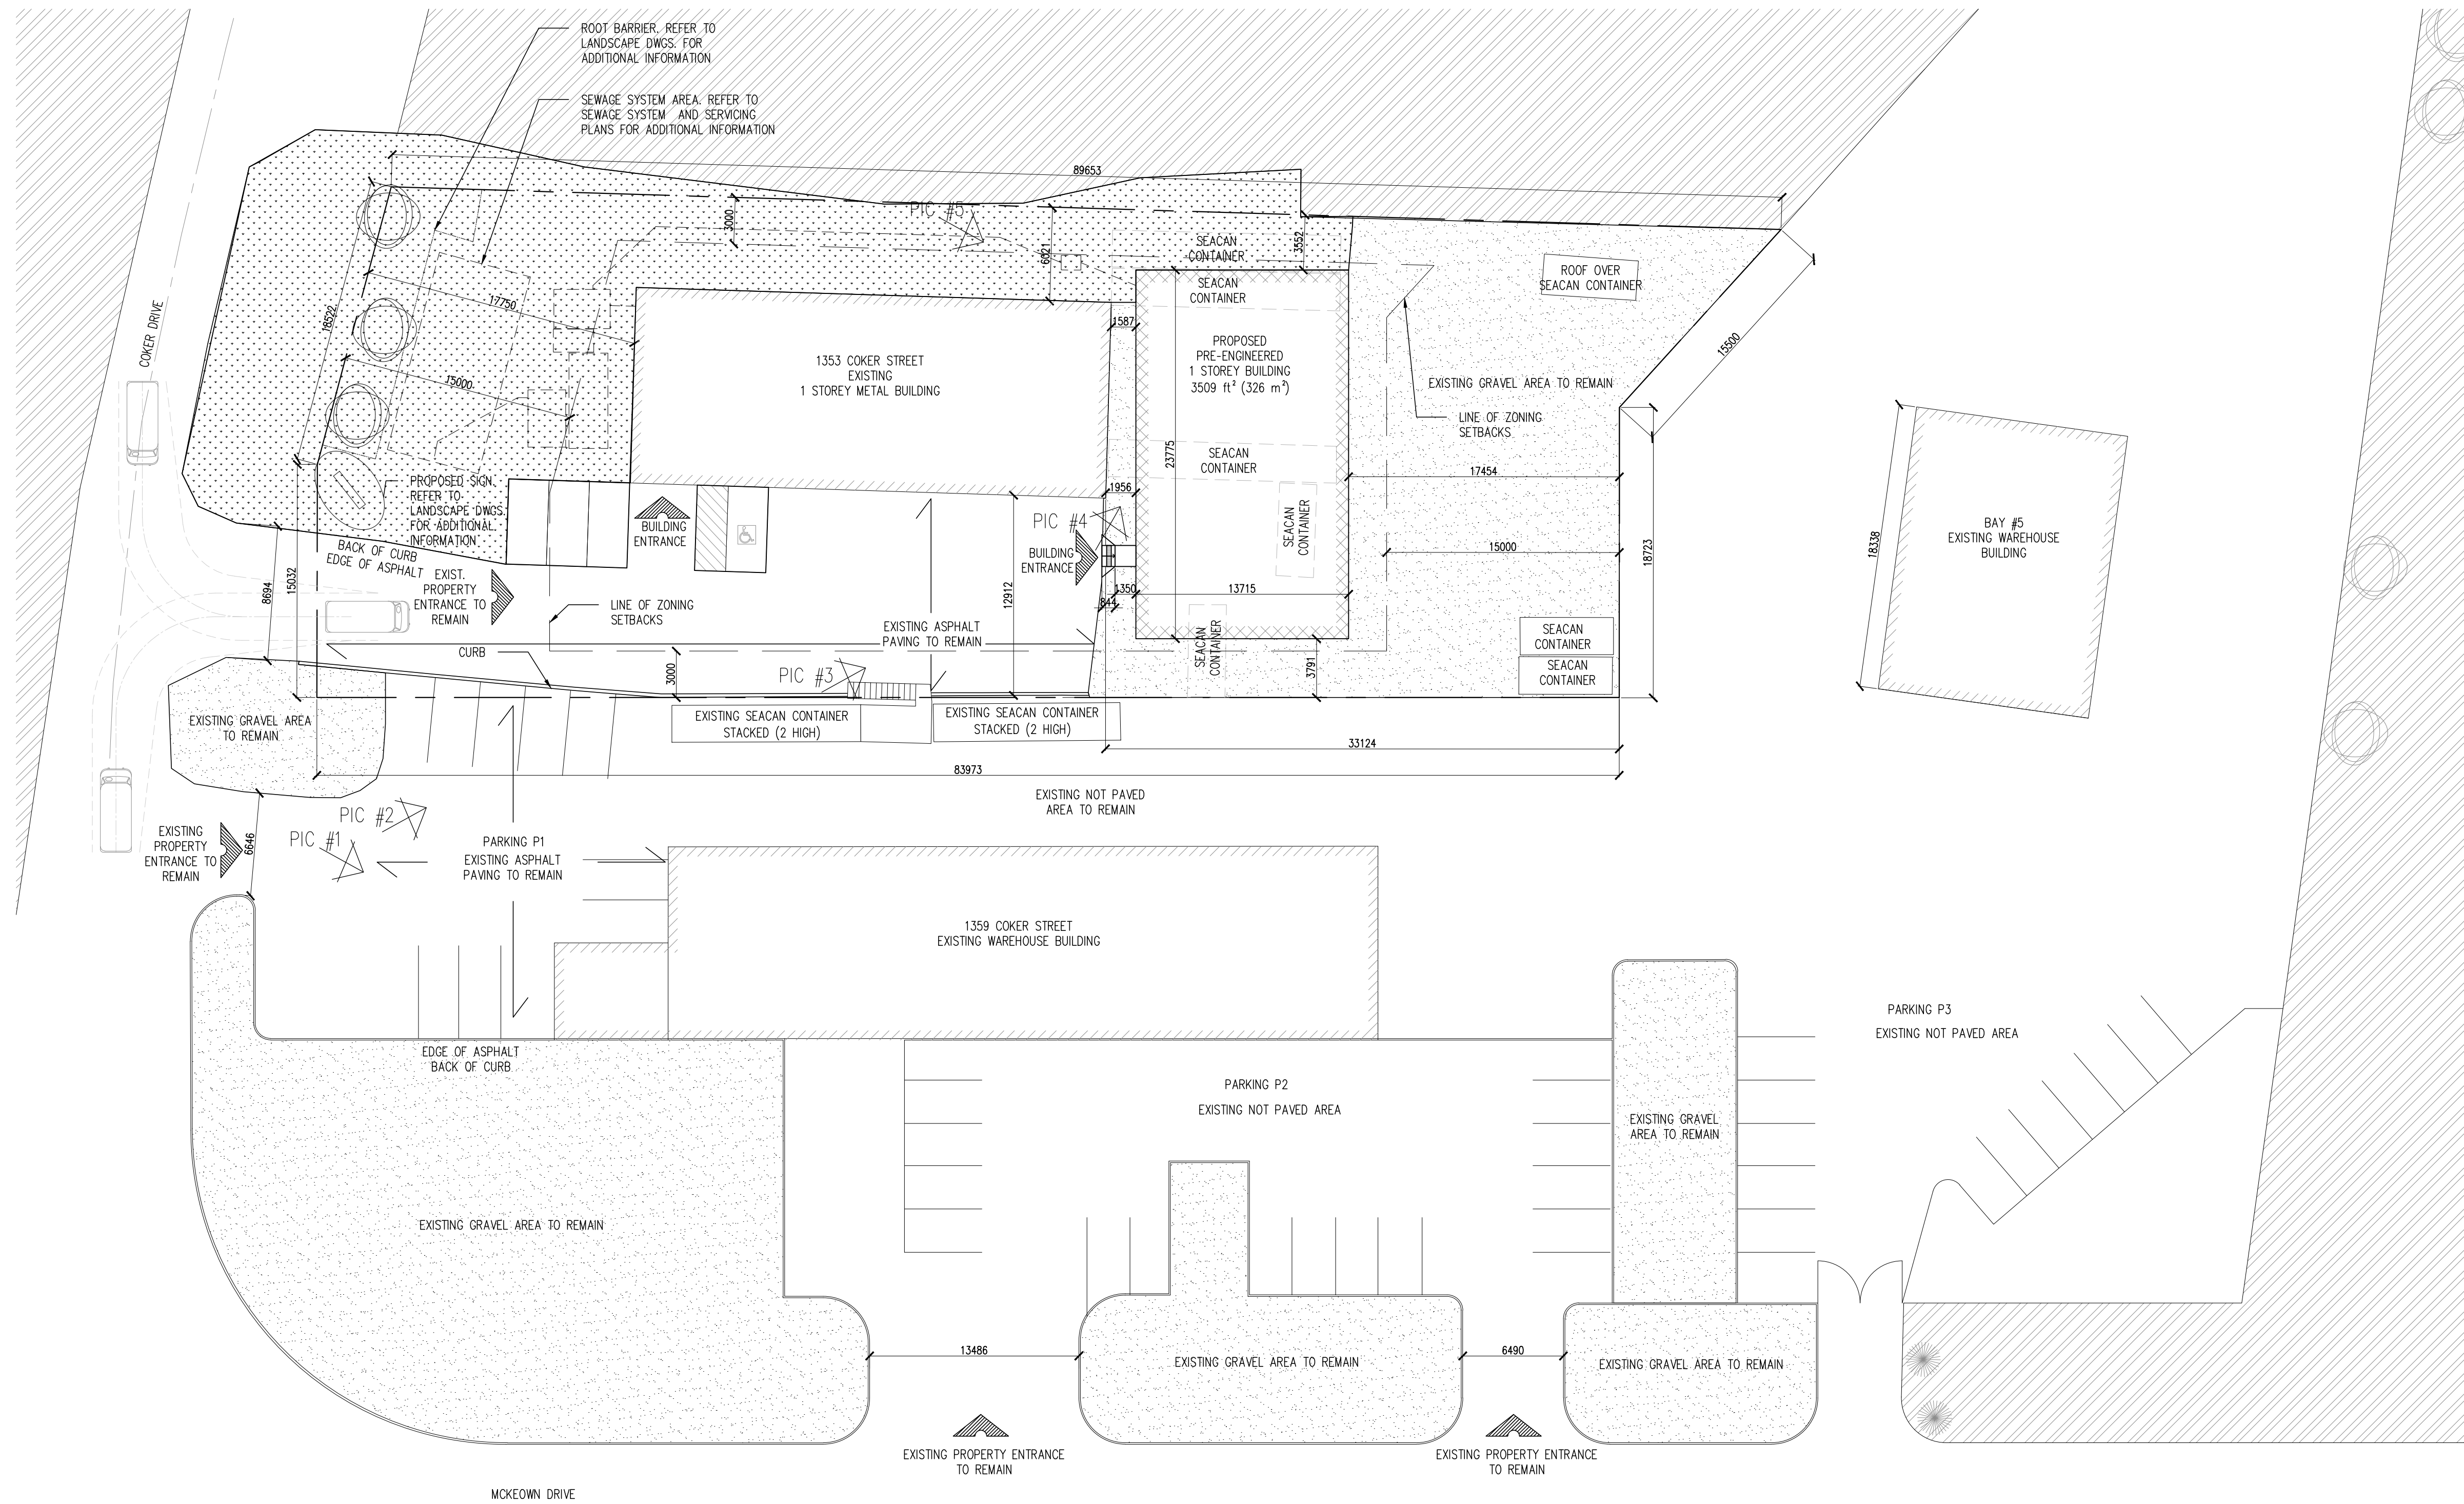 ROOT BARRIER. REFER TO
LANDSCAPE DWGS. FOR
ADDITIONAL INFORMATION
SEWAGE SYSTEM AREA. REFER TO
SEWAGE SYSTEM AND SERVICING
PLANS FOR ADDITIONAL INFORMATION
89653
COKER DRIVE
18522
17750
15000
3000
PIC #5
6021
SEACAN
CONTAINER
3552
SEACAN
CONTAINER
ROOF OVER
SEACAN CONTAINER
15500
1587
1353 COKER STREET
EXISTING
1 STOREY METAL BUILDING
PROPOSED
PRE-ENGINEERED
1 STOREY BUILDING
3509 ft² (326 m²)
EXISTING GRAVEL AREA TO REMAIN
LINE OF ZONING
SETBACKS
23775
SEACAN
CONTAINER
17454
PROPOSED SIGN.
REFER TO
LANDSCAPE DWGS.
FOR ADDITIONAL
INFORMATION
1956
PIC #4
BUILDING
ENTRANCE
BUILDING
ENTRANCE
SEACAN
CONTAINER
15000
18723
18338
BAY #5
EXISTING WAREHOUSE
BUILDING
BACK OF CURB
EDGE OF ASPHALT
8694
15032
EXIST.
PROPERTY
ENTRANCE TO
REMAIN
LINE OF ZONING
SETBACKS
12912
1350
844
13715
EXISTING ASPHALT
PAVING TO REMAIN
SEACAN
CONTAINER
SEACAN
CONTAINER
SEACAN
CONTAINER
CURB
3000
PIC #3
3791
EXISTING GRAVEL AREA
TO REMAIN
EXISTING SEACAN CONTAINER
STACKED (2 HIGH)
EXISTING SEACAN CONTAINER
STACKED (2 HIGH)
33124
83973
EXISTING NOT PAVED
AREA TO REMAIN
PIC #2
PIC #1
EXISTING
PROPERTY
ENTRANCE TO
REMAIN
6646
PARKING P1
EXISTING ASPHALT
PAVING TO REMAIN
1359 COKER STREET
EXISTING WAREHOUSE BUILDING
PARKING P3
EXISTING NOT PAVED AREA
EDGE OF ASPHALT
BACK OF CURB
PARKING P2
EXISTING NOT PAVED AREA
EXISTING GRAVEL
AREA TO REMAIN
EXISTING GRAVEL AREA TO REMAIN
13486
EXISTING GRAVEL AREA TO REMAIN
6490
EXISTING GRAVEL AREA TO REMAIN
EXISTING PROPERTY ENTRANCE
TO REMAIN
EXISTING PROPERTY ENTRANCE
TO REMAIN
MCKEOWN DRIVE